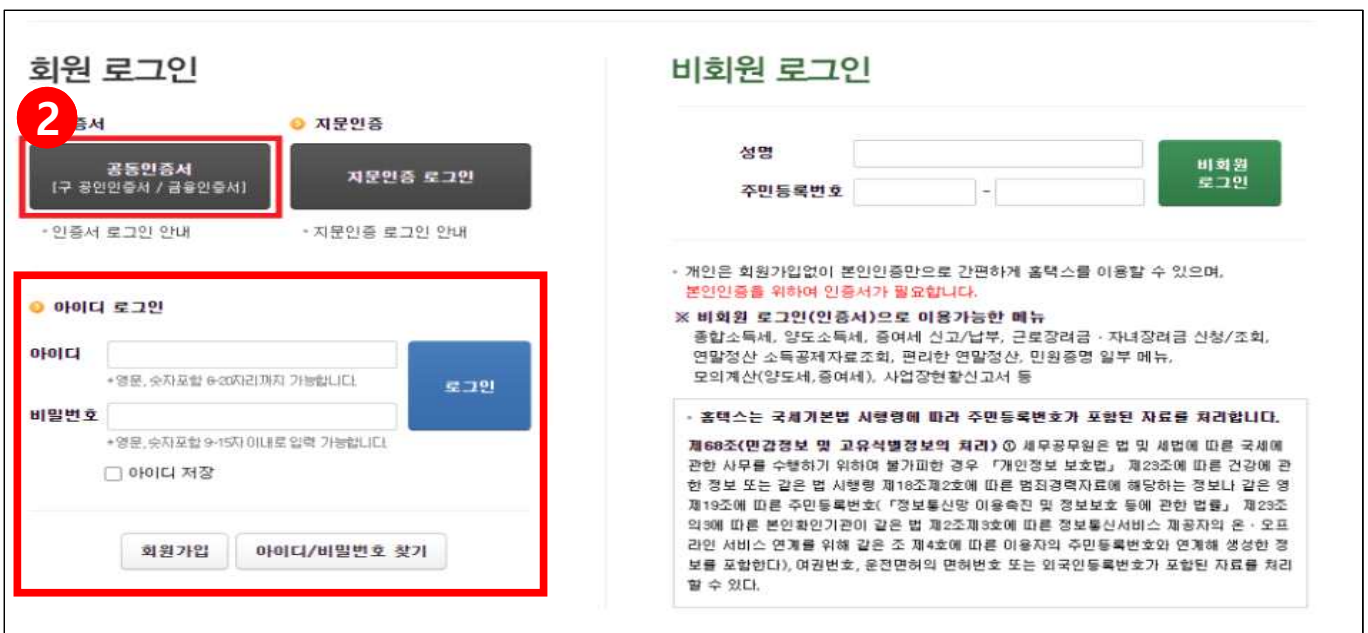 회원 로그인
2
증서
지문인증
공동인증서
[구 공인인증서 / 금융인증서]
지문인증 로그인
• 인증서 로그인 안내
• 지문인증 로그인 안내
아이디 로그인
아이디
*영문, 숫자포함 6-20자리까지 가능합니다.
로그인
비밀번호
*영문, 숫자포함 9-15자 이내로 입력 가능합니다.
아이디 저장
회원가입
아이디/비밀번호 찾기
비회원 로그인
성명
주민등록번호
-
비회원
로그인
• 개인은 회원가입없이 본인인증만으로 간편하게 홈택스를 이용할 수 있으며,
본인인증을 위하여 인증서가 필요합니다.
※ 비회원 로그인(인증서)으로 이용가능한 메뉴
종합소득세, 양도소득세, 증여세 신고/납부, 근로장려금 · 자녀장려금 신청/조회,
연말정산 소득공제자료조회, 편리한 연말정산, 민원증명 일부 메뉴,
모의계산(양도세,증여세), 사업장현황신고서 등
• 홈택스는 국세기본법 시행령에 따라 주민등록번호가 포함된 자료를 처리합니다.
제68조(민감정보 및 고유식별정보의 처리) ① 세무공무원은 법 및 세법에 따른 국세에
관한 사무를 수행하기 위하여 불가피한 경우 「개인정보 보호법」 제23조에 따른 건강에 관
한 정보 또는 같은 법 시행령 제18조제2호에 따른 범죄경력자료에 해당하는 정보나 같은 영
제19조에 따른 주민등록번호(「정보통신망 이용촉진 및 정보보호 등에 관한 법률」 제23조
의3에 따른 본인확인기관이 같은 법 제2조제3호에 따른 정보통신서비스 제공자의 온 · 오프
라인 서비스 연계를 위해 같은 조 제4호에 따른 이용자의 주민등록번호와 연계해 생성한 정
보를 포함한다), 여권번호, 운전면허의 면허번호 또는 외국인등록번호가 포함된 자료를 처리
할 수 있다.